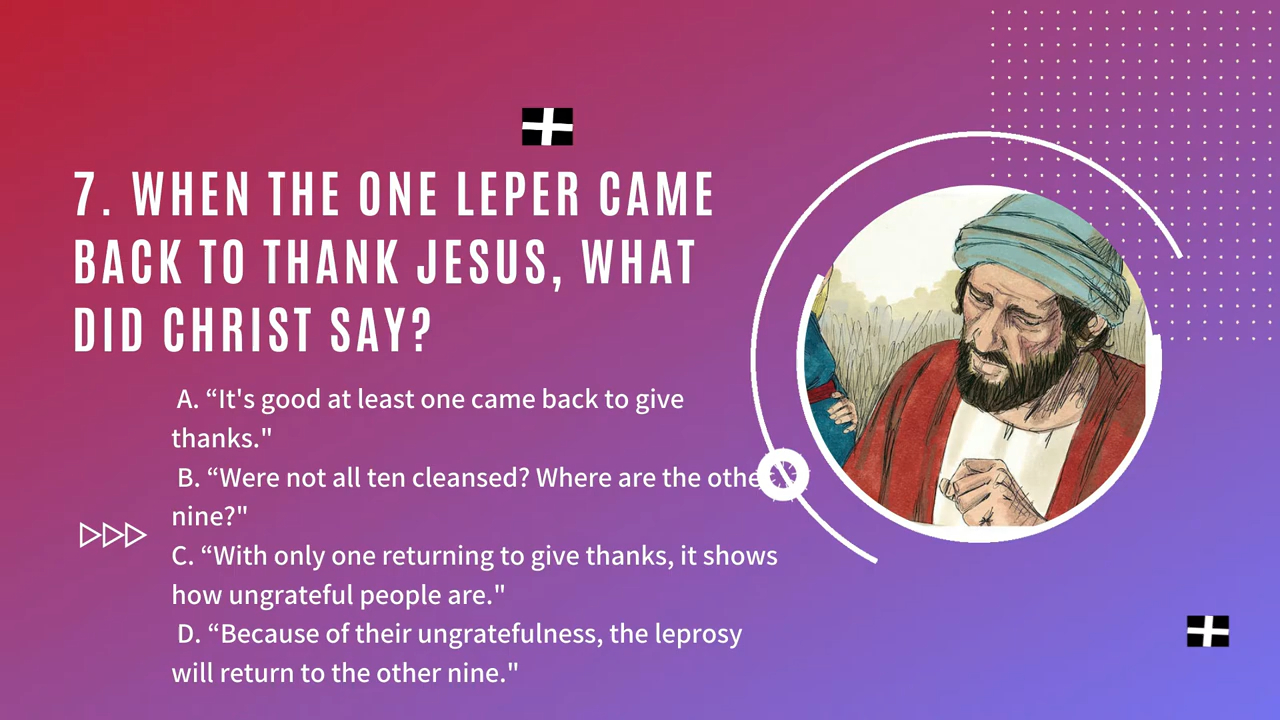 7. WHEN THE ONE LEPER CAME
BACK TO THANK JESUS, WHAT
DID CHRIST SAY?
A. “It's good at least one came back to give
thanks."
B. “Were not all ten cleansed? Where are the othe
nine?"
C. “With only one returning to give thanks, it shows
how ungrateful people are."
D. “Because of their ungratefulness, the leprosy
will return to the other nine."